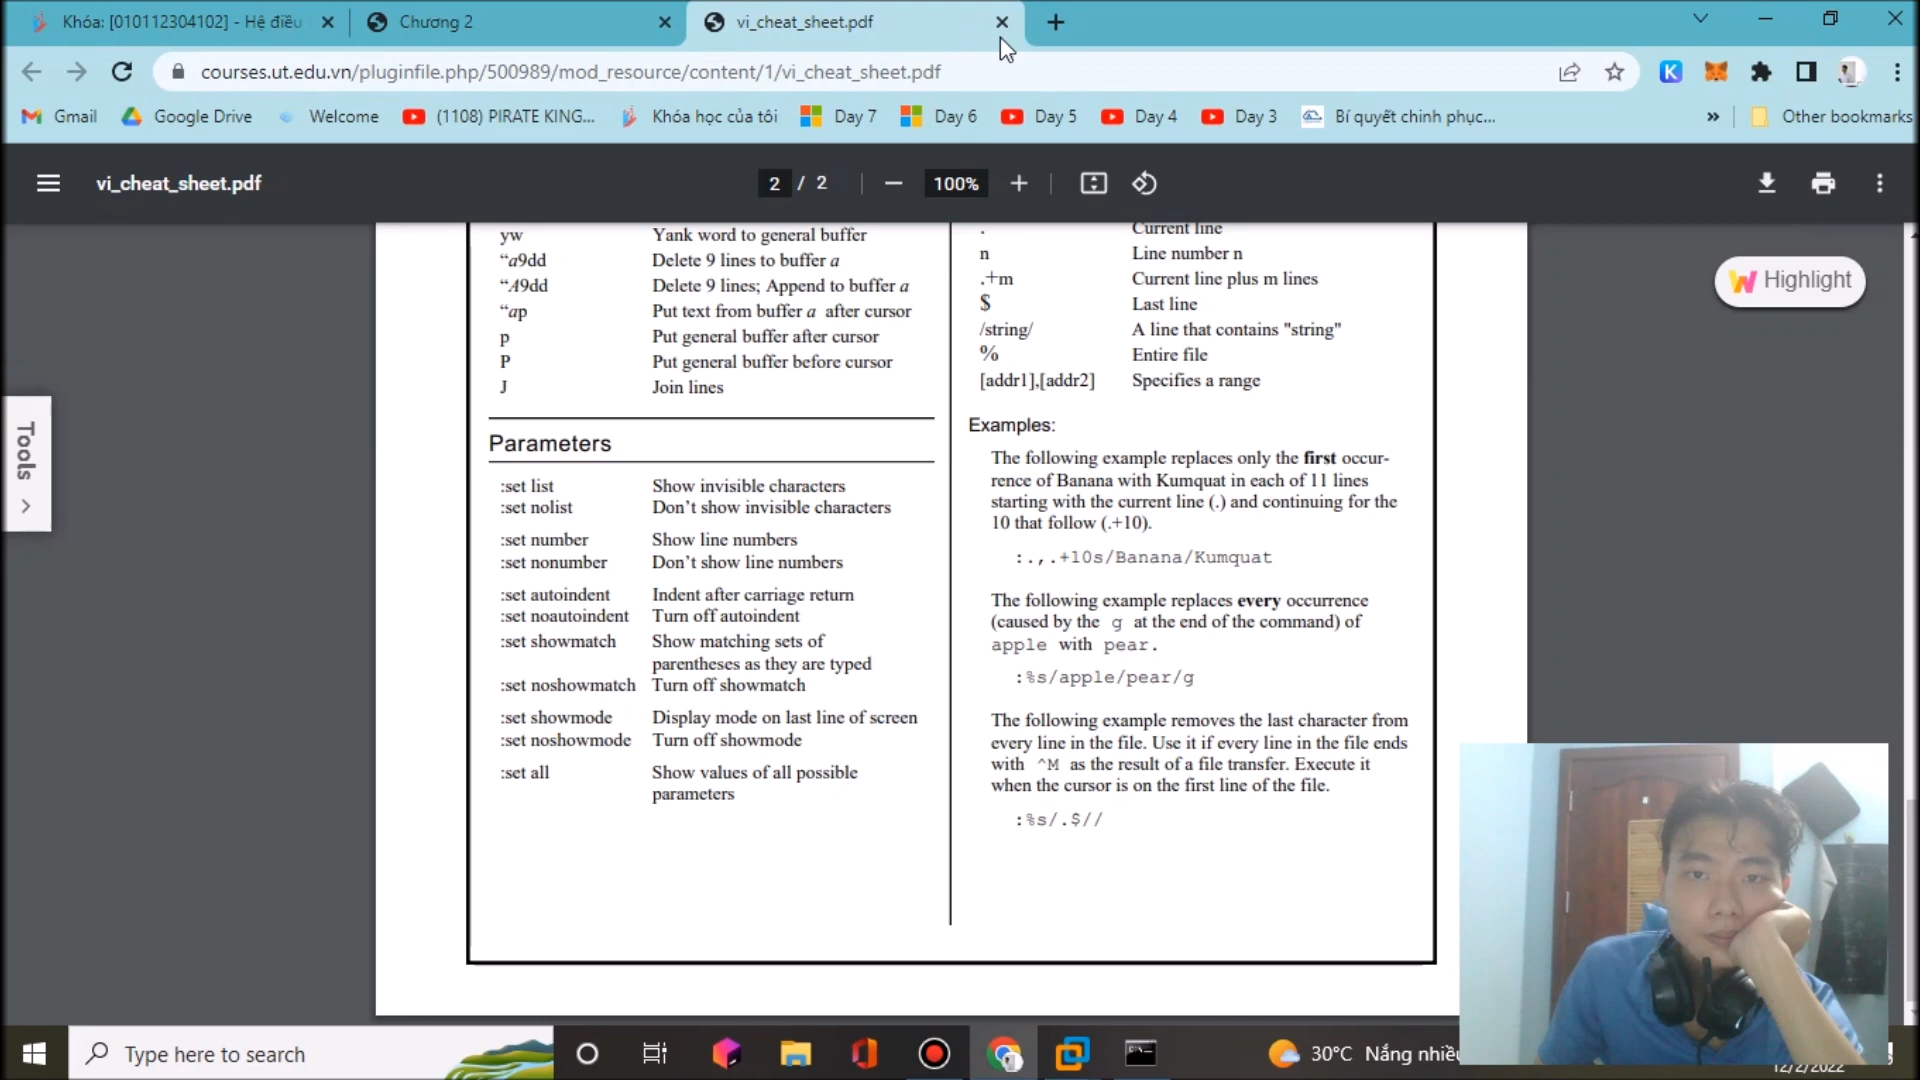 Khóa: [010112304102] - Hệ điều
Chương 2
vi_cheat_sheet.pdf
courses.ut.edu.vn/pluginfile.php/500989/mod_resource/content/1/vi_cheat_sheet.pdf
Gmail
Google Drive
Welcome
(1108) PIRATE KING...
Khóa học của tôi
Day 7
Day 6
Day 5
Day 4
Day 3
Bí quyết chinh phục...
»
Other bookmarks
vi_cheat_sheet.pdf
2 / 2
100%
Highlight
Tools
yw Yank word to general buffer
“a9dd Delete 9 lines to buffer a
“A9dd Delete 9 lines; Append to buffer a
“ap Put text from buffer a after cursor
p Put general buffer after cursor
P Put general buffer before cursor
J Join lines
Parameters
:set list Show invisible characters
:set nolist Don’t show invisible characters
:set number Show line numbers
:set nonumber Don’t show line numbers
:set autoindent Indent after carriage return
:set noautoindent Turn off autoindent
:set showmatch Show matching sets of
parentheses as they are typed
:set noshowmatch Turn off showmatch
:set showmode Display mode on last line of screen
:set noshowmode Turn off showmode
:set all Show values of all possible
parameters
. Current line
n Line number n
.+m Current line plus m lines
$ Last line
/string/ A line that contains "string"
% Entire file
[addr1],[addr2] Specifies a range
Examples:
The following example replaces only the first occur-
rence of Banana with Kumquat in each of 11 lines
starting with the current line (.) and continuing for the
10 that follow (.+10).
:.,.+10s/Banana/Kumquat
The following example replaces every occurrence
(caused by the g at the end of the command) of
apple with pear.
:%s/apple/pear/g
The following example removes the last character from
every line in the file. Use it if every line in the file ends
with ^M as the result of a file transfer. Execute it
when the cursor is on the first line of the file.
:%s/.$//
Type here to search
30°C Nắng nhiều
12/2/2022